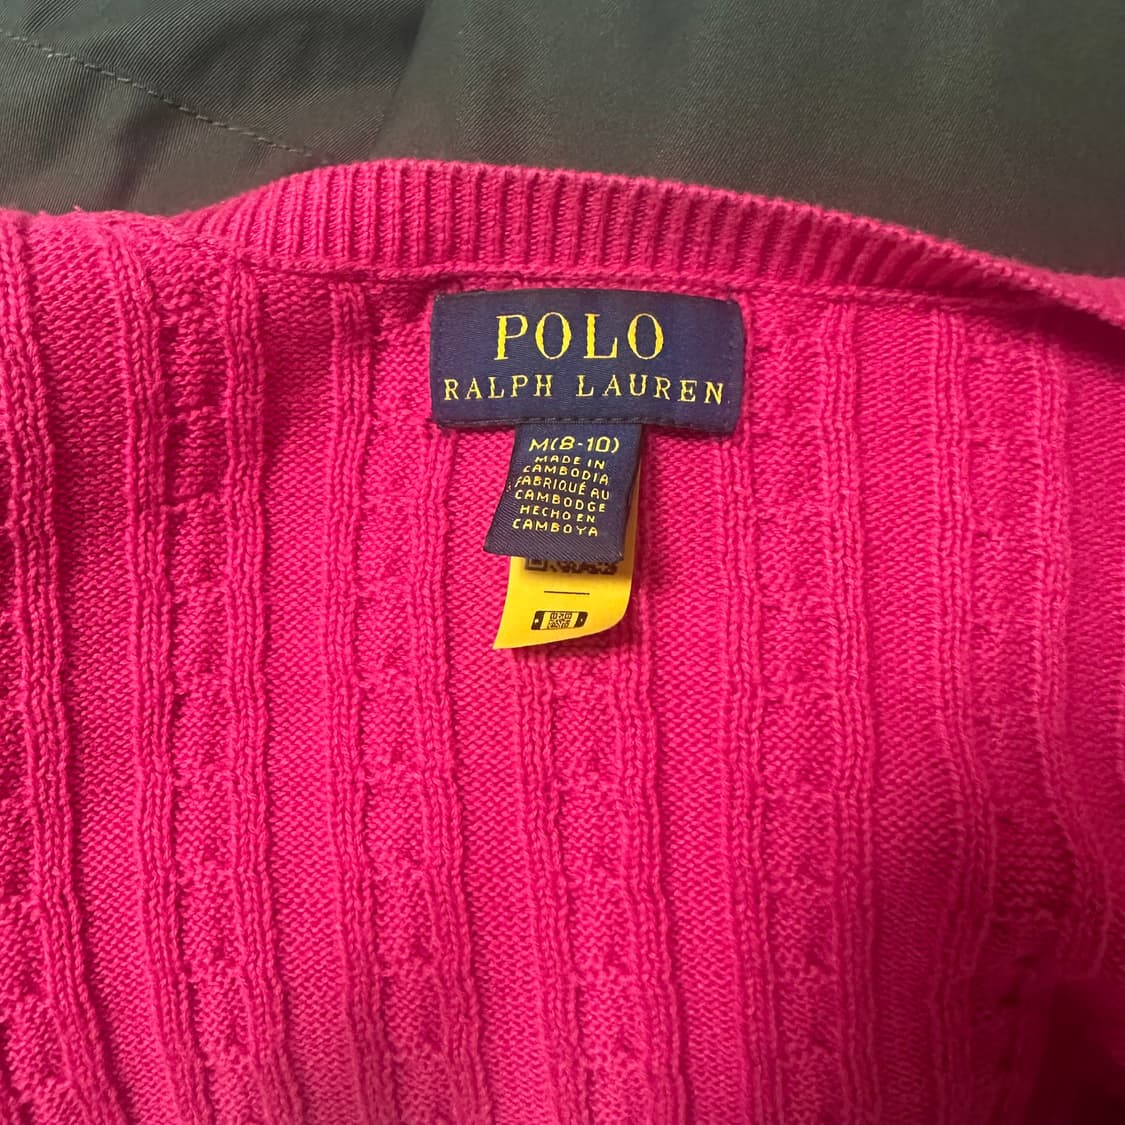 POLO
RALPH LAUREN
M(8-10)
MADE IN
CAMBODIA
FABRIQUÉ AU
CAMBODGE
HECHO EN
CAMBOYA